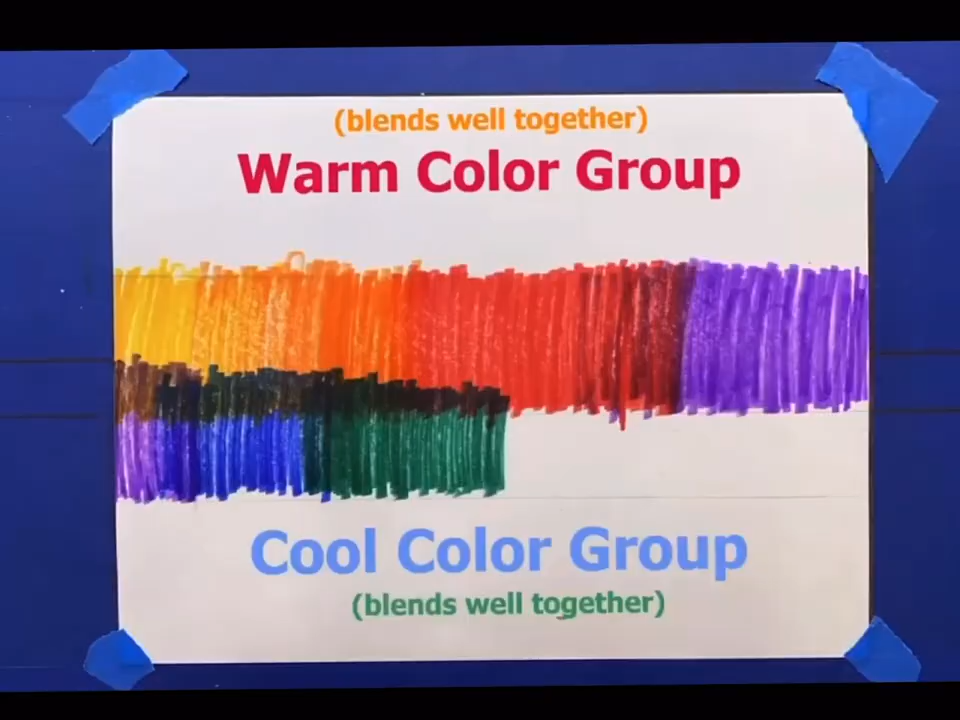 (blends well together)
Warm Color Group
Cool Color Group
(blends well together)